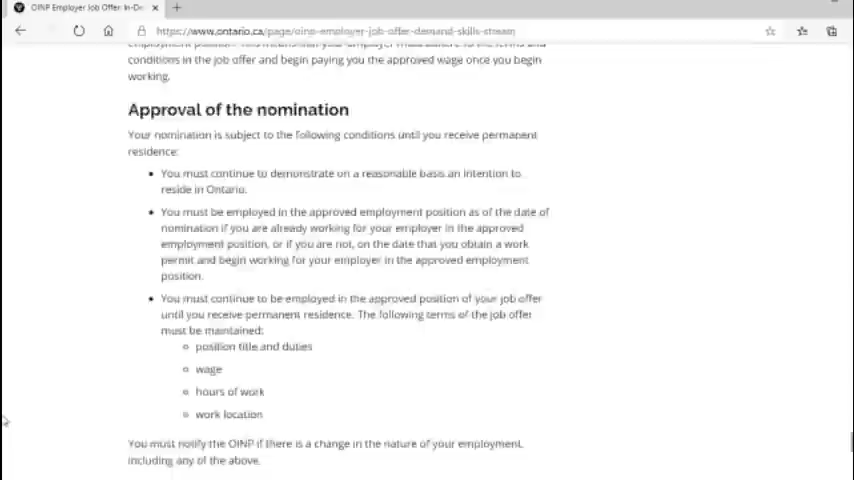 OINP Employer Job Offer: In-De
https://www.ontario.ca/page/oinp-employer-job-offer-demand-skills-stream
conditions in the job offer and begin paying you the approved wage once you begin
working.
Approval of the nomination
Your nomination is subject to the following conditions until you receive permanent
residence:
You must continue to demonstrate on a reasonable basis an intention to
reside in Ontario.
You must be employed in the approved employment position as of the date of
nomination if you are already working for your employer in the approved
employment position, or if you are not, on the date that you obtain a work
permit and begin working for your employer in the approved employment
position.
You must continue to be employed in the approved position of your job offer
until you receive permanent residence. The following terms of the job offer
must be maintained:
position title and duties
wage
hours of work
work location
You must notify the OINP if there is a change in the nature of your employment,
including any of the above.